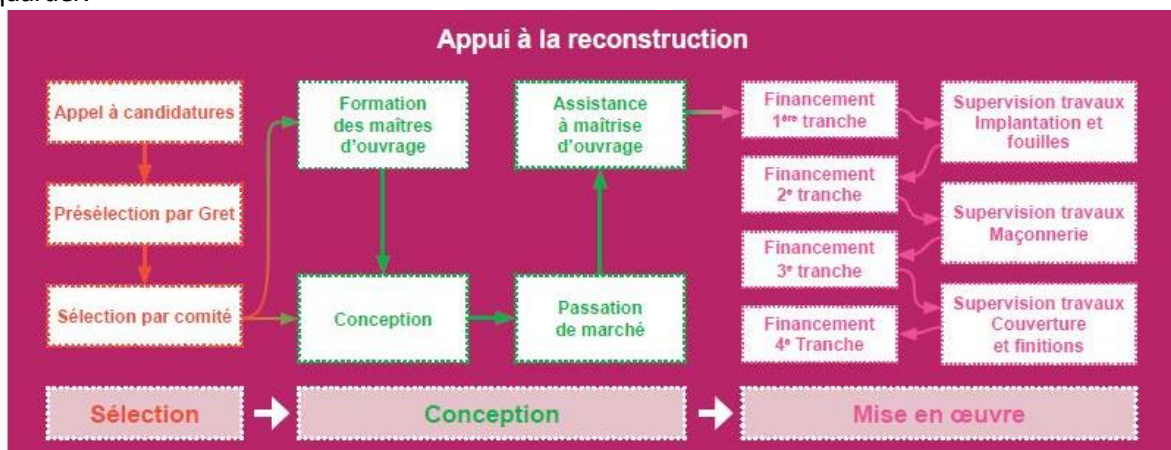 Appui à la reconstruction
Appel à candidatures
Présélection par Gret
Sélection par comité
Formation
des maîtres
d'ouvrage
Conception
Assistance
à maîtrise
d'ouvrage
Passation
de marché
Financement
1ère tranche
Financement
2e tranche
Financement
3e tranche
Financement
4e Tranche
Supervision travaux
Implantation et
fouilles
Supervision travaux
Maçonnerie
Supervision travaux
Couverture
et finitions
Sélection
Conception
Mise en œuvre